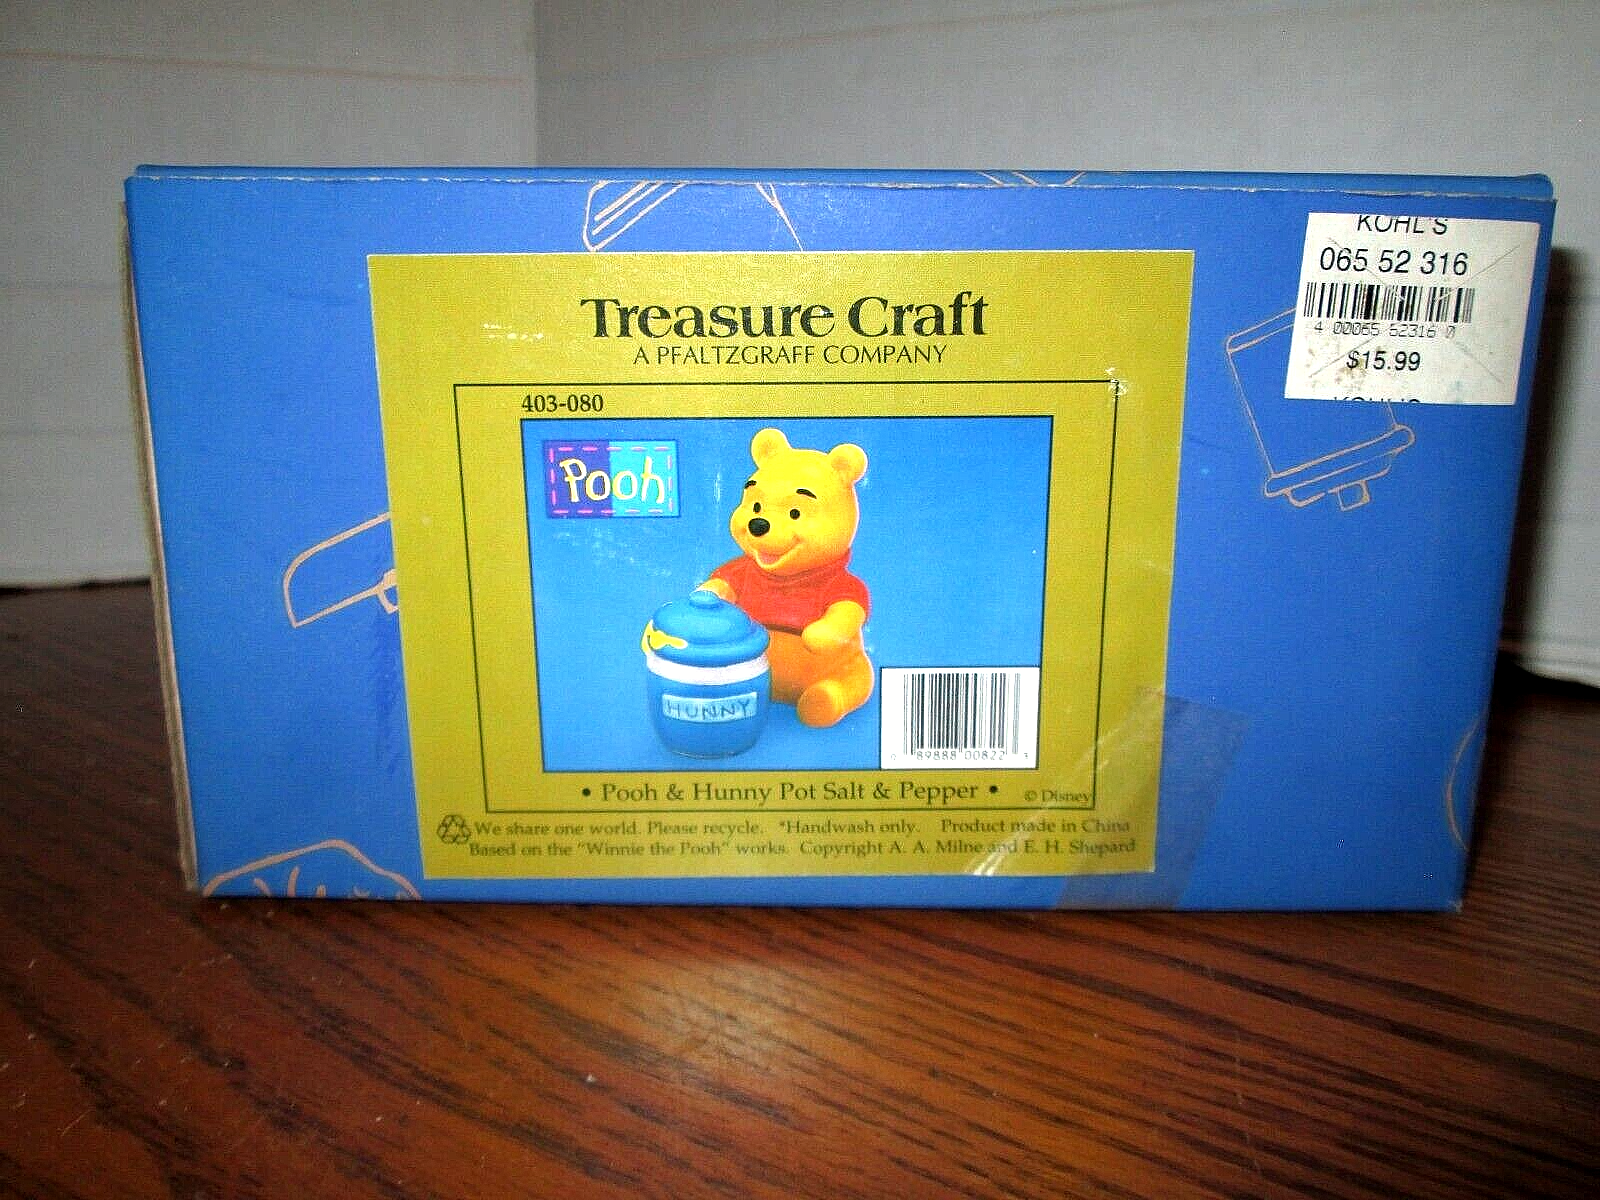 KOHL'S
065 52 316
4 00065 52316 0
$15.99
Treasure Craft
A PFALTZGRAFF COMPANY
403-080
Pooh
HUNNY
0 89888 00822 3
• Pooh & Hunny Pot Salt & Pepper •
© Disney
We share one world. Please recycle. *Handwash only. Product made in China
Based on the "Winnie the Pooh" works. Copyright A. A. Milne and E. H. Shepard